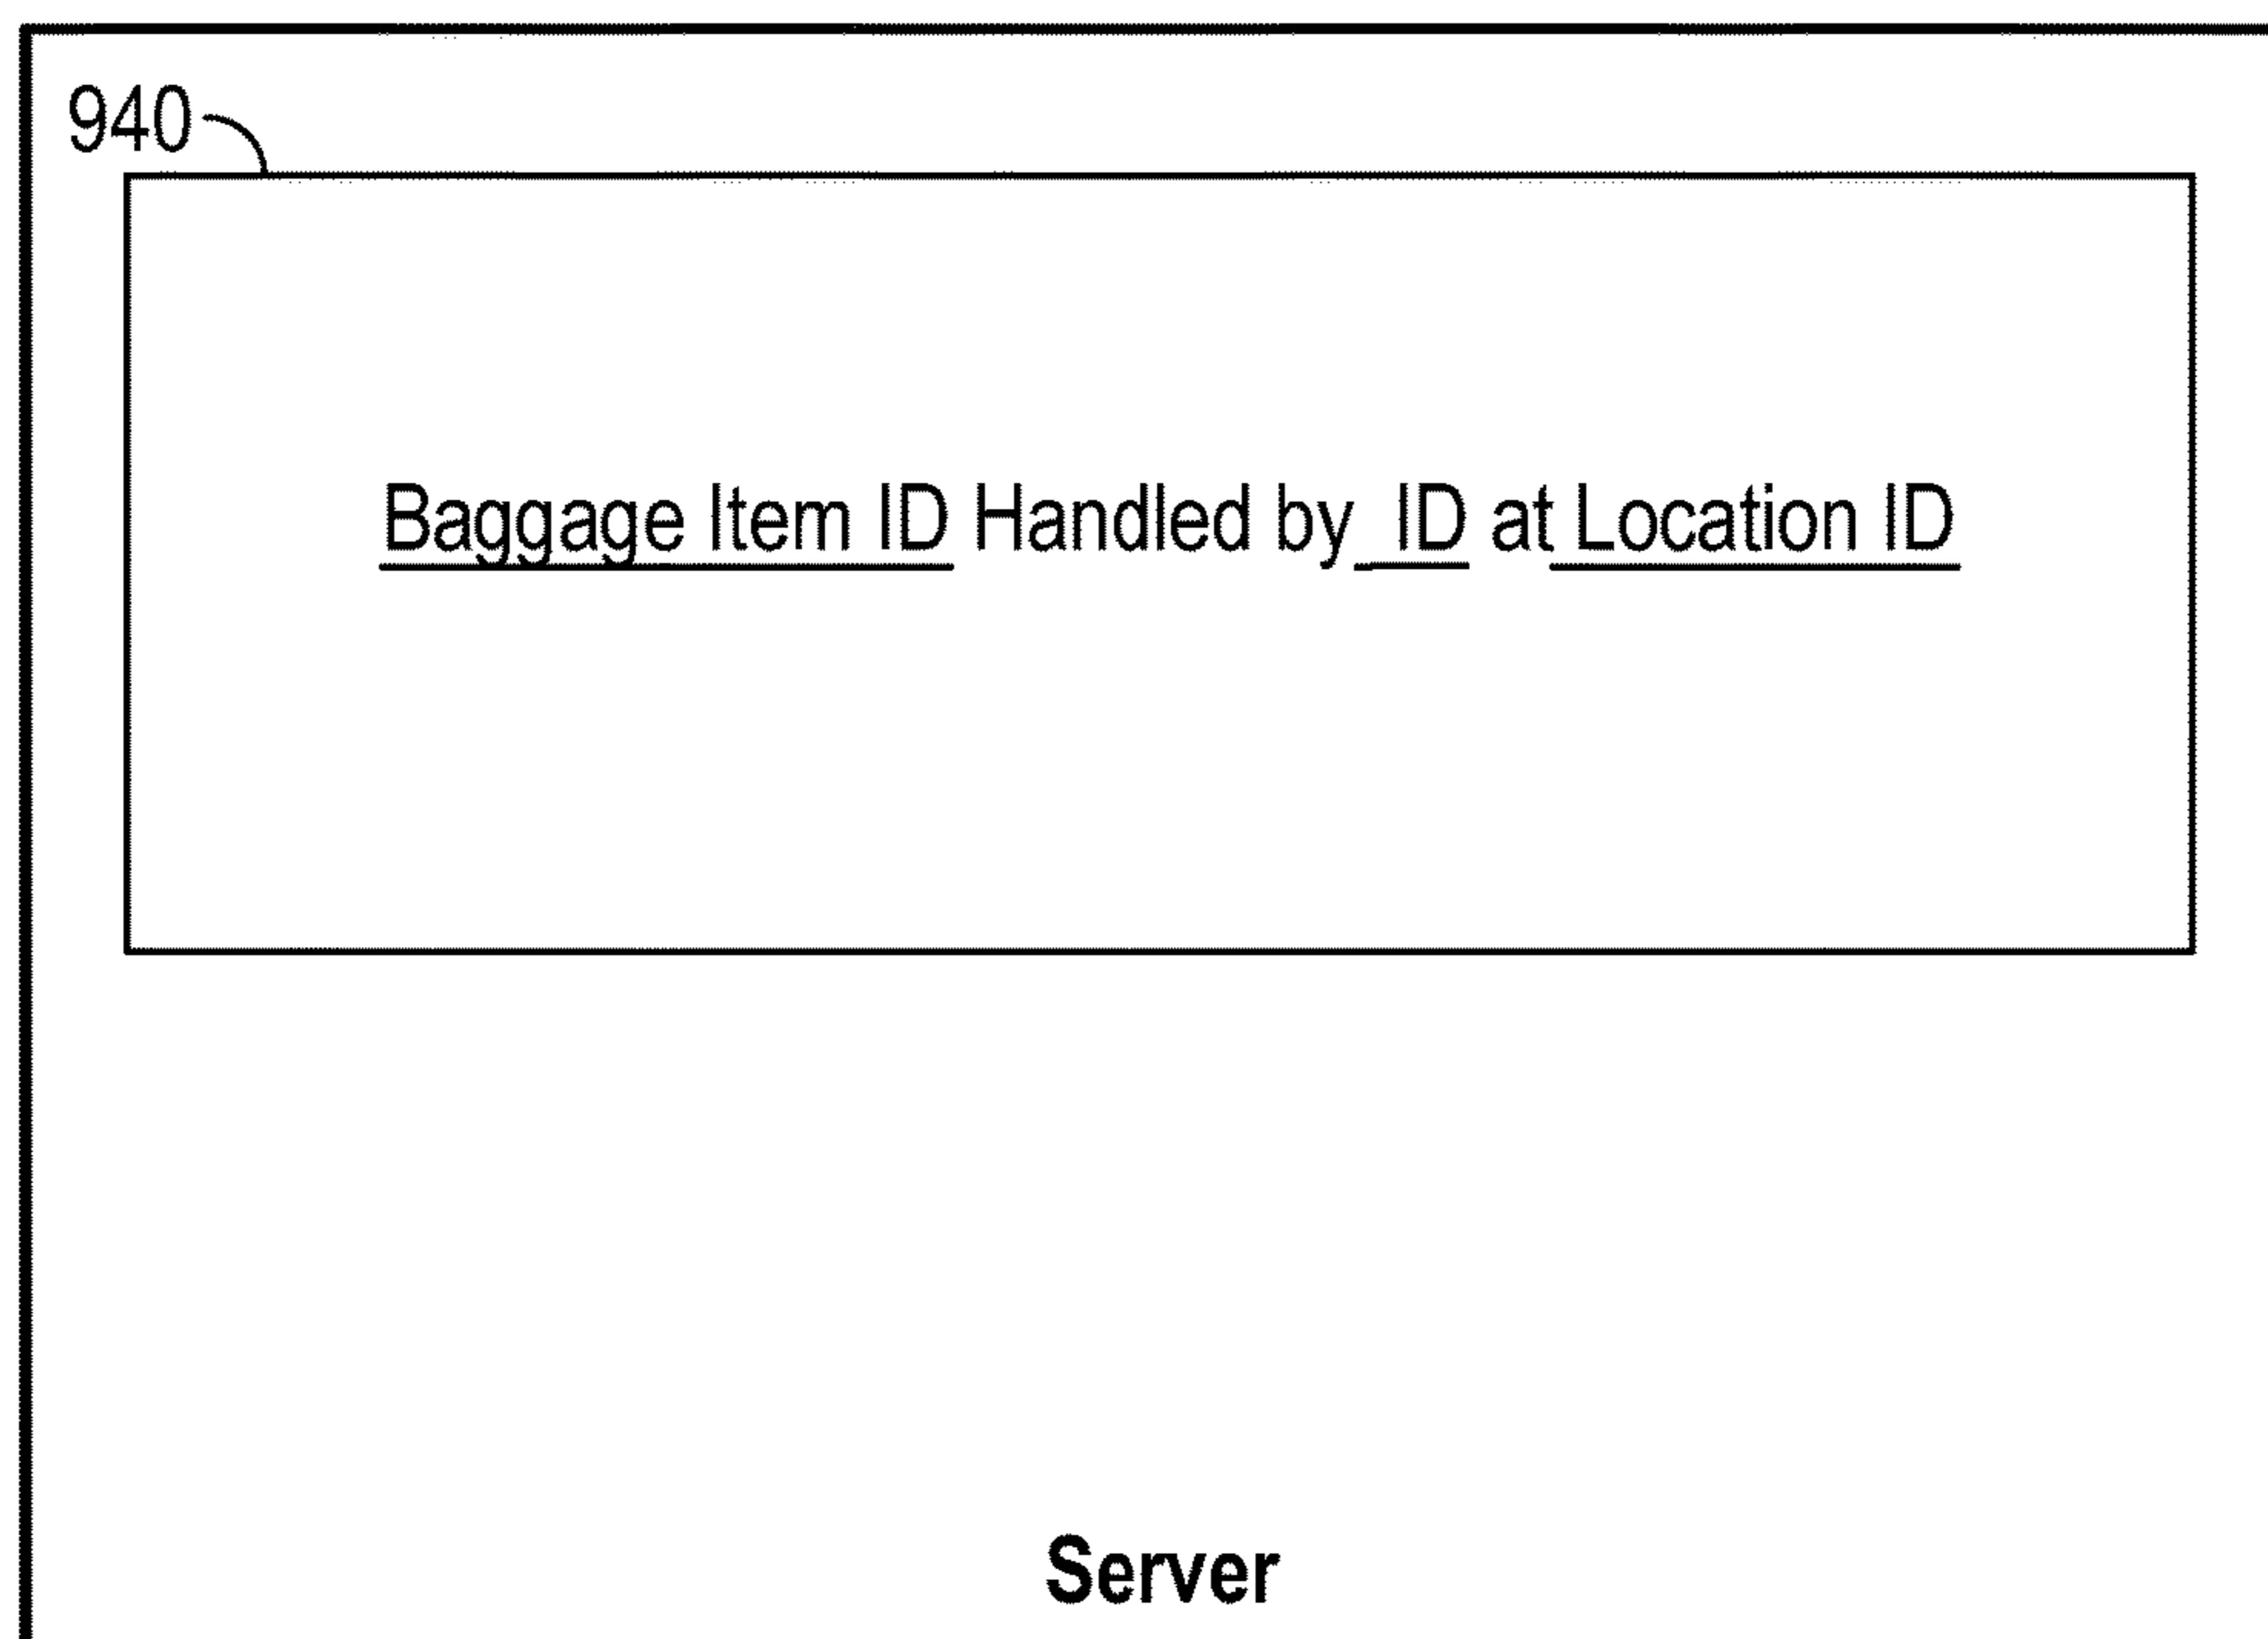 940
Baggage Item ID Handled by ID at Location ID
Server